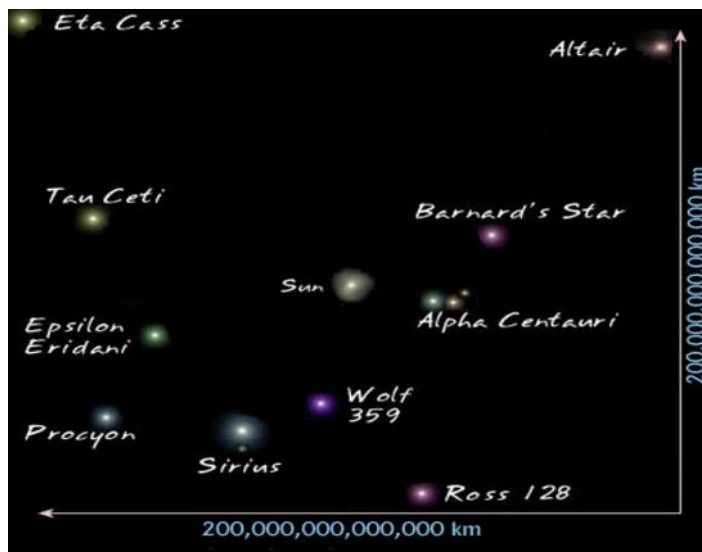 Eta Cass
Altair
Tau Ceti
Barnard's Star
Sun
Alpha Centauri
Epsilon
Eridani
Wolf
359
Procyon
Sirius
Ross 128
200,000,000,000,000 km
200,000,000,000,000 km